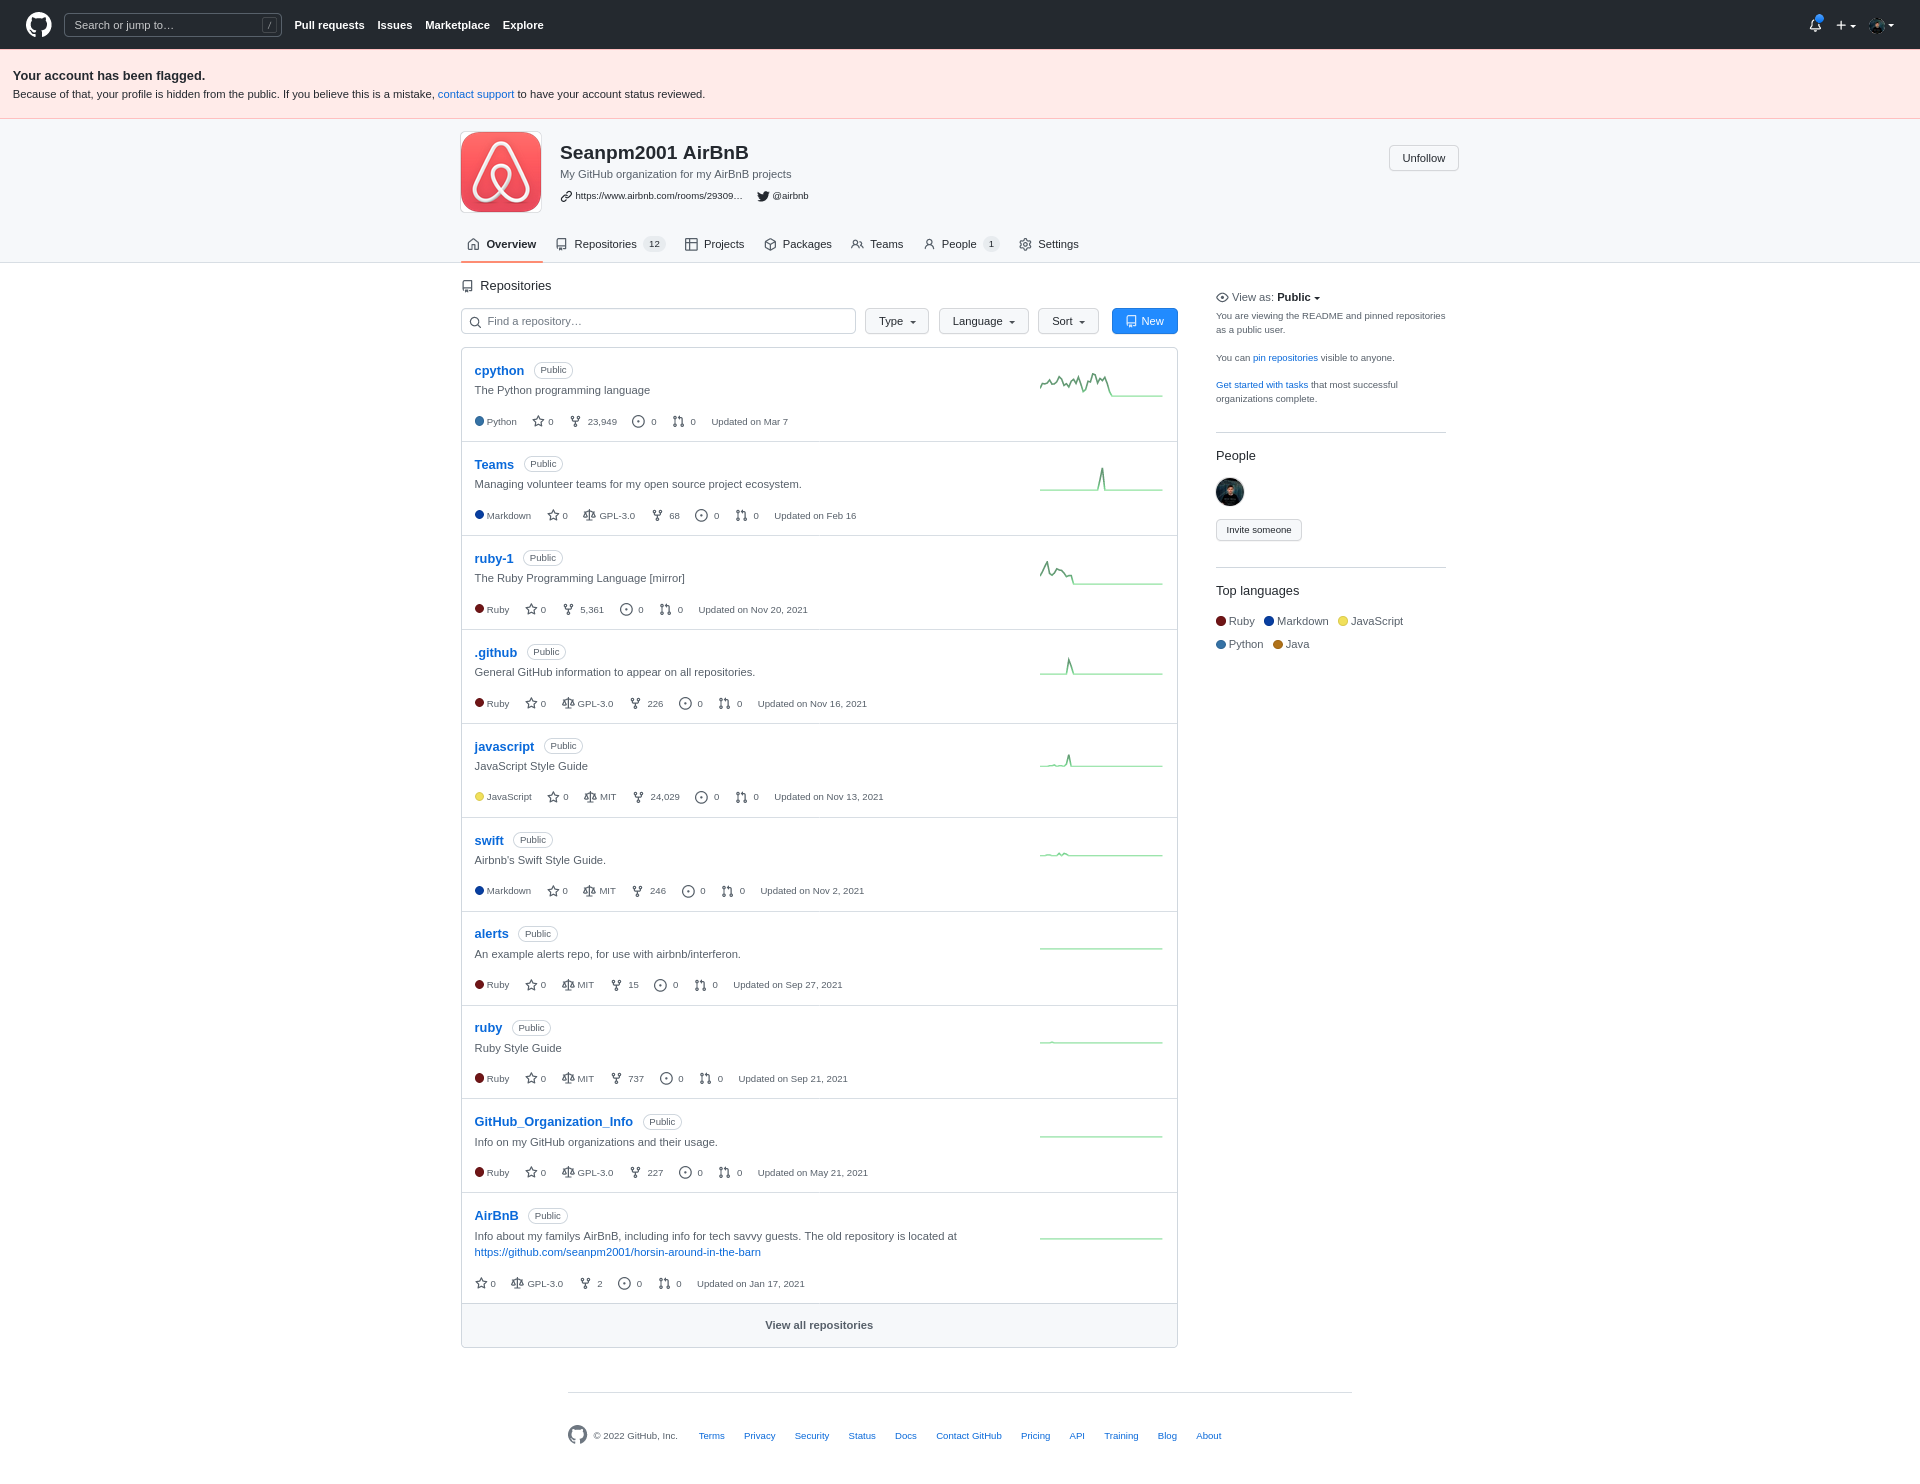 Search or jump to… /
Pull requests Issues Marketplace Explore
Your account has been flagged.
Because of that, your profile is hidden from the public. If you believe this is a mistake, contact support to have your account status reviewed.
Seanpm2001 AirBnB
My GitHub organization for my AirBnB projects
https://www.airbnb.com/rooms/29309… @airbnb
Unfollow
Overview Repositories 12 Projects Packages Teams People 1 Settings
Repositories
Find a repository… Type Language Sort New
cpython Public
The Python programming language
Python 0 23,949 0 0 Updated on Mar 7
Teams Public
Managing volunteer teams for my open source project ecosystem.
Markdown 0 GPL-3.0 68 0 0 Updated on Feb 16
ruby-1 Public
The Ruby Programming Language [mirror]
Ruby 0 5,361 0 0 Updated on Nov 20, 2021
.github Public
General GitHub information to appear on all repositories.
Ruby 0 GPL-3.0 226 0 0 Updated on Nov 16, 2021
javascript Public
JavaScript Style Guide
JavaScript 0 MIT 24,029 0 0 Updated on Nov 13, 2021
swift Public
Airbnb's Swift Style Guide.
Markdown 0 MIT 246 0 0 Updated on Nov 2, 2021
alerts Public
An example alerts repo, for use with airbnb/interferon.
Ruby 0 MIT 15 0 0 Updated on Sep 27, 2021
ruby Public
Ruby Style Guide
Ruby 0 MIT 737 0 0 Updated on Sep 21, 2021
GitHub_Organization_Info Public
Info on my GitHub organizations and their usage.
Ruby 0 GPL-3.0 227 0 0 Updated on May 21, 2021
AirBnB Public
Info about my familys AirBnB, including info for tech savvy guests. The old repository is located at
https://github.com/seanpm2001/horsin-around-in-the-barn
0 GPL-3.0 2 0 0 Updated on Jan 17, 2021
View all repositories
View as: Public
You are viewing the README and pinned repositories
as a public user.
You can pin repositories visible to anyone.
Get started with tasks that most successful
organizations complete.
People
Invite someone
Top languages
Ruby Markdown JavaScript
Python Java
© 2022 GitHub, Inc. Terms Privacy Security Status Docs Contact GitHub Pricing API Training Blog About